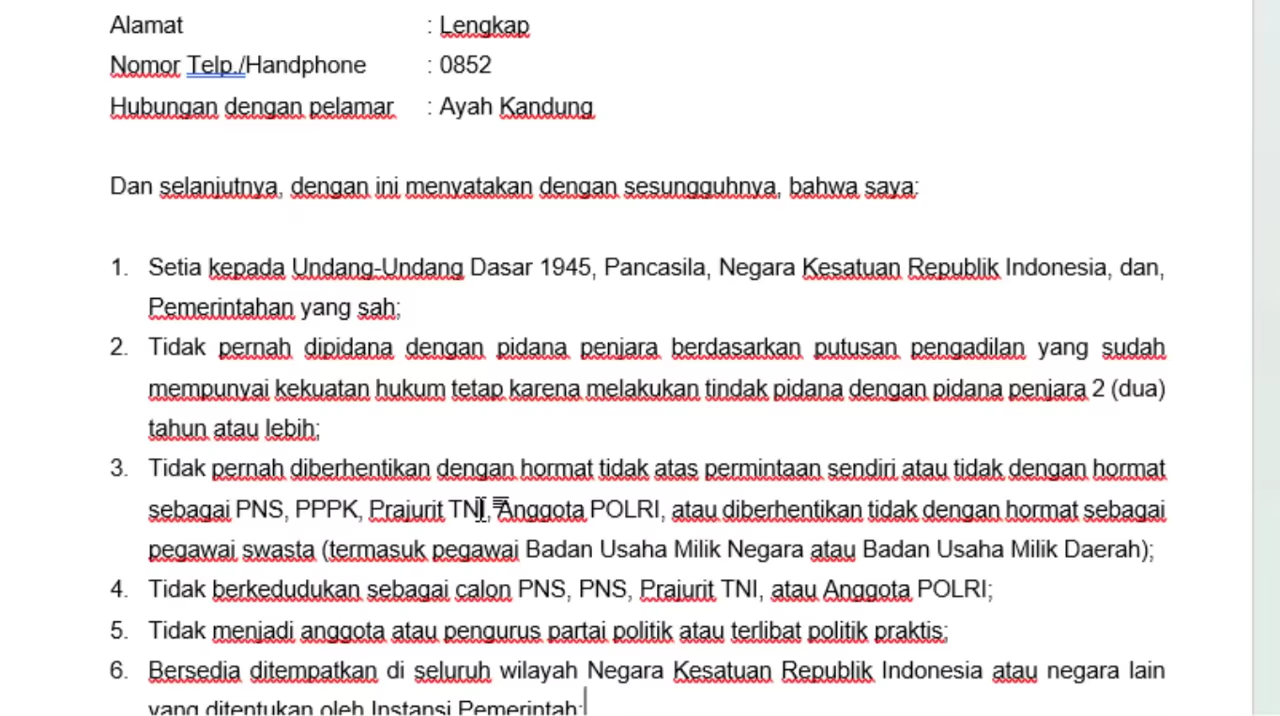 Alamat : Lengkap
Nomor Telp./Handphone : 0852
Hubungan dengan pelamar : Ayah Kandung
Dan selanjutnya, dengan ini menyatakan dengan sesungguhnya, bahwa saya:
1. Setia kepada Undang-Undang Dasar 1945, Pancasila, Negara Kesatuan Republik Indonesia, dan,
Pemerintahan yang sah;
2. Tidak pernah dipidana dengan pidana penjara berdasarkan putusan pengadilan yang sudah
mempunyai kekuatan hukum tetap karena melakukan tindak pidana dengan pidana penjara 2 (dua)
tahun atau lebih;
3. Tidak pernah diberhentikan dengan hormat tidak atas permintaan sendiri atau tidak dengan hormat
sebagai PNS, PPPK, Prajurit TNI, Anggota POLRI, atau diberhentikan tidak dengan hormat sebagai
pegawai swasta (termasuk pegawai Badan Usaha Milik Negara atau Badan Usaha Milik Daerah);
4. Tidak berkedudukan sebagai calon PNS, PNS, Prajurit TNI, atau Anggota POLRI;
5. Tidak menjadi anggota atau pengurus partai politik atau terlibat politik praktis;
6. Bersedia ditempatkan di seluruh wilayah Negara Kesatuan Republik Indonesia atau negara lain
yang ditentukan oleh Instansi Pemerintah;